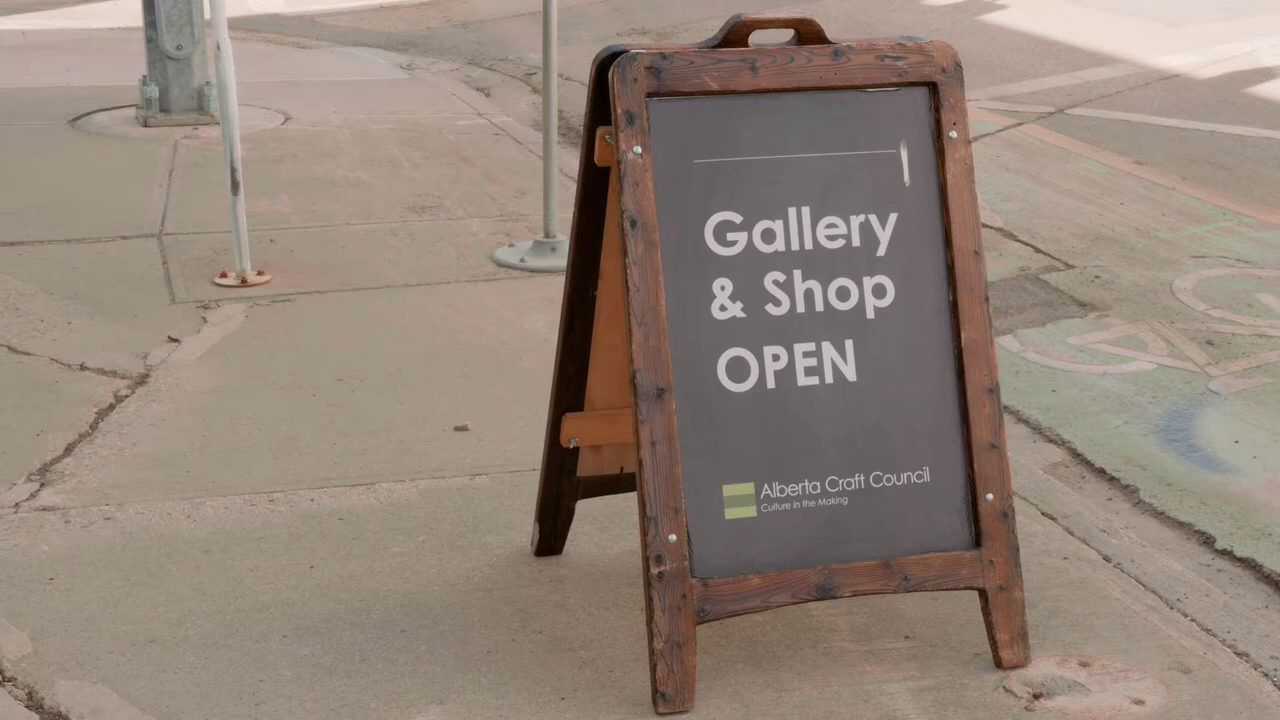 Gallery
& Shop
OPEN
Alberta Craft Council
Culture in the Making